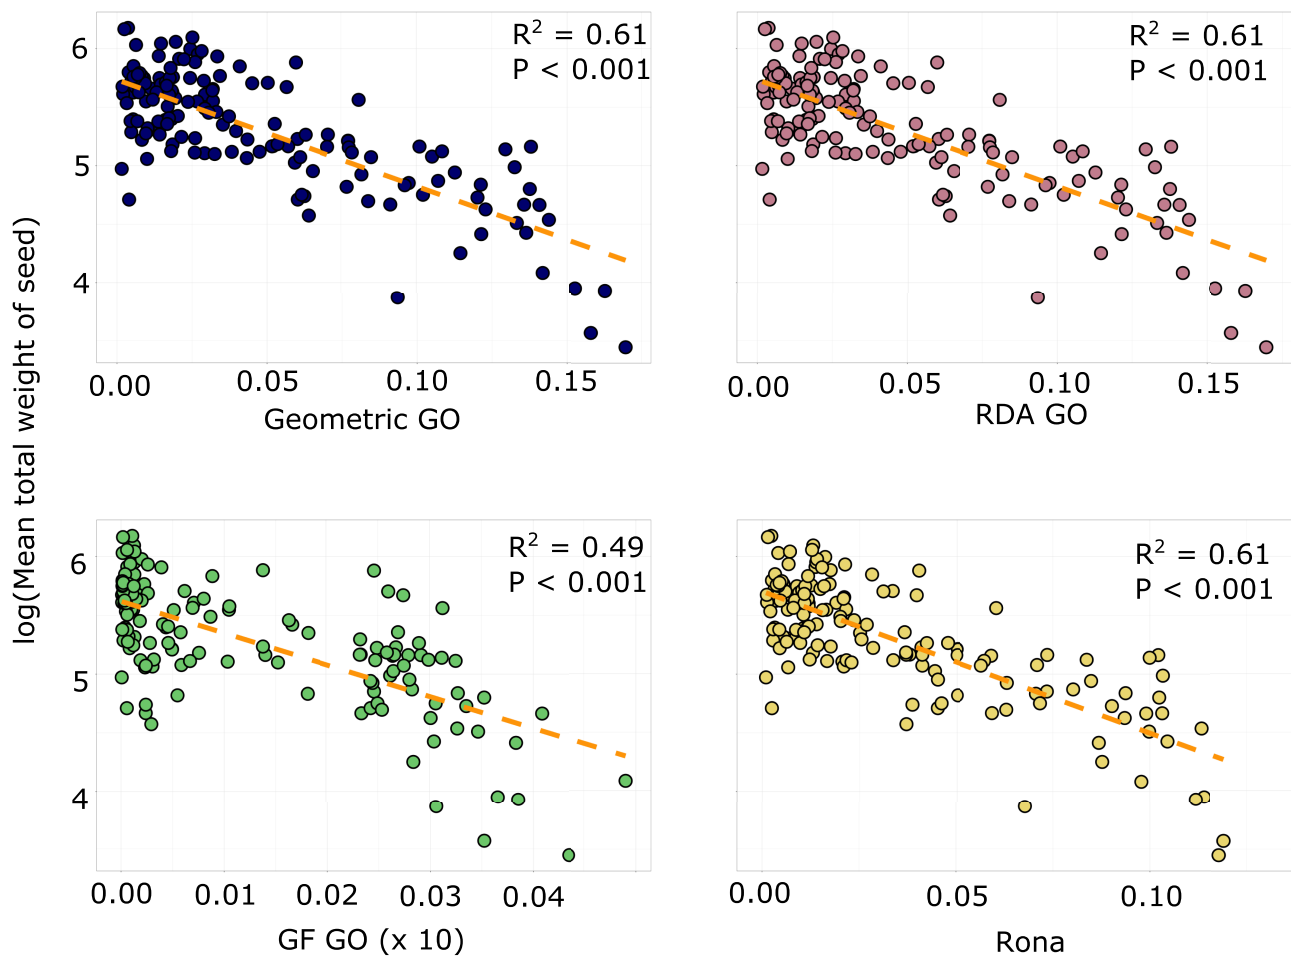 log(Mean total weight of seed)
R² = 0.61
P < 0.001
6
5
4
0.00 0.05 0.10 0.15
Geometric GO
R² = 0.61
P < 0.001
0.00 0.05 0.10 0.15
RDA GO
R² = 0.49
P < 0.001
6
5
4
0.00 0.01 0.02 0.03 0.04
GF GO (x 10)
R² = 0.61
P < 0.001
0.00 0.05 0.10
Rona